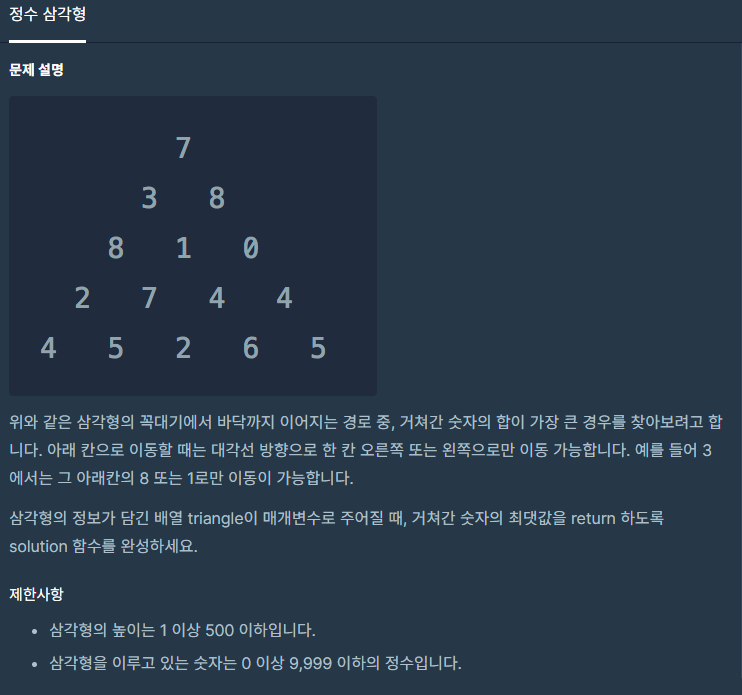 정수 삼각형
문제 설명
7
3 8
8 1 0
2 7 4 4
4 5 2 6 5
위와 같은 삼각형의 꼭대기에서 바닥까지 이어지는 경로 중, 거쳐간 숫자의 합이 가장 큰 경우를 찾아보려고 합
니다. 아래 칸으로 이동할 때는 대각선 방향으로 한 칸 오른쪽 또는 왼쪽으로만 이동 가능합니다. 예를 들어 3
에서는 그 아래칸의 8 또는 1로만 이동이 가능합니다.
삼각형의 정보가 담긴 배열 triangle이 매개변수로 주어질 때, 거쳐간 숫자의 최댓값을 return 하도록
solution 함수를 완성하세요.
제한사항
• 삼각형의 높이는 1 이상 500 이하입니다.
• 삼각형을 이루고 있는 숫자는 0 이상 9,999 이하의 정수입니다.